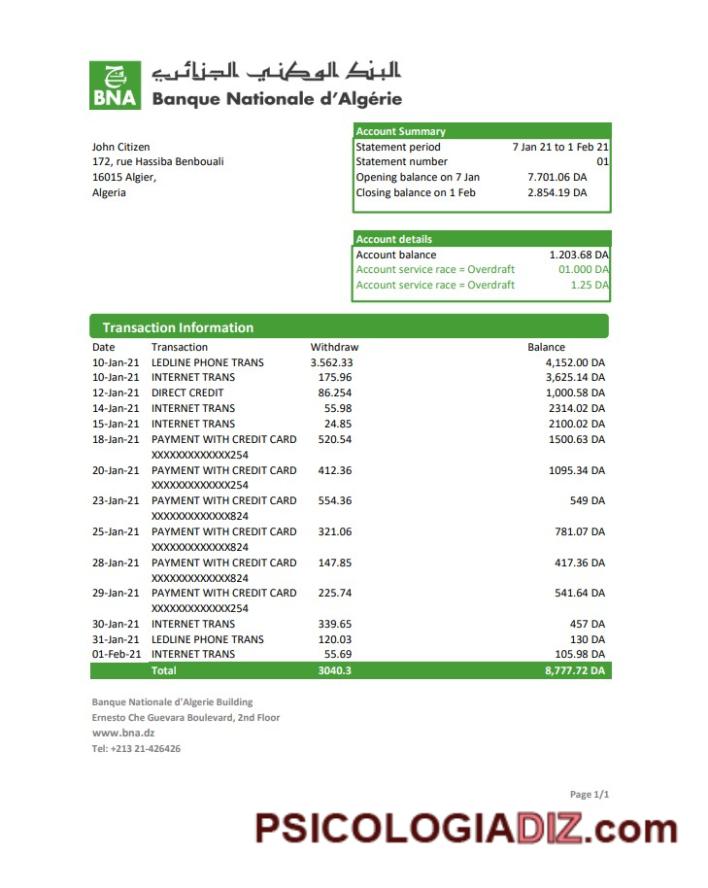 البنك الوطني الجزائري
BNA
Banque Nationale d'Algérie
John Citizen
172, rue Hassiba Benbouali
16015 Algier,
Algeria
Account Summary
Statement period 7 Jan 21 to 1 Feb 21
Statement number 01
Opening balance on 7 Jan 7.701.06 DA
Closing balance on 1 Feb 2.854.19 DA
Account details
Account balance 1.203.68 DA
Account service race = Overdraft 01.000 DA
Account service race = Overdraft 1.25 DA
Transaction Information
Date Transaction Withdraw Balance
10-Jan-21 LEDLINE PHONE TRANS 3.562.33 4,152.00 DA
10-Jan-21 INTERNET TRANS 175.96 3,625.14 DA
12-Jan-21 DIRECT CREDIT 86.254 1,000.58 DA
14-Jan-21 INTERNET TRANS 55.98 2314.02 DA
15-Jan-21 INTERNET TRANS 24.85 2100.02 DA
18-Jan-21 PAYMENT WITH CREDIT CARD 520.54 1500.63 DA
XXXXXXXXXXXXX254
20-Jan-21 PAYMENT WITH CREDIT CARD 412.36 1095.34 DA
XXXXXXXXXXXXX254
23-Jan-21 PAYMENT WITH CREDIT CARD 554.36 549 DA
XXXXXXXXXXXXX824
25-Jan-21 PAYMENT WITH CREDIT CARD 321.06 781.07 DA
XXXXXXXXXXXXX824
28-Jan-21 PAYMENT WITH CREDIT CARD 147.85 417.36 DA
XXXXXXXXXXXXX824
29-Jan-21 PAYMENT WITH CREDIT CARD 225.74 541.64 DA
XXXXXXXXXXXXX254
30-Jan-21 INTERNET TRANS 339.65 457 DA
31-Jan-21 LEDLINE PHONE TRANS 120.03 130 DA
01-Feb-21 INTERNET TRANS 55.69 105.98 DA
Total 3040.3 8,777.72 DA
Banque Nationale d'Algerie Building
Ernesto Che Guevara Boulevard, 2nd Floor
www.bna.dz
Tel: +213 21-426426
Page 1/1
PSICOLOGIADIZ.com